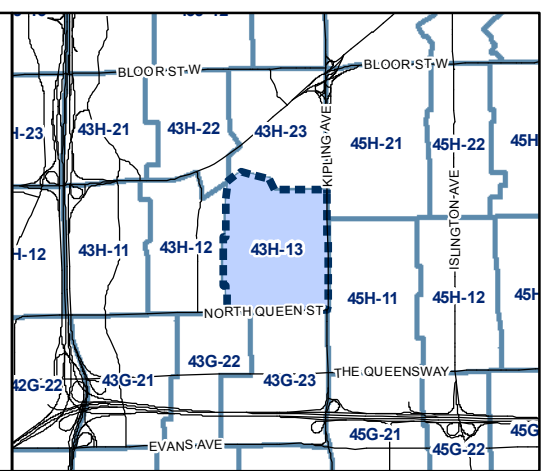 BLOOR ST W
BLOOR ST W
H-23
43H-21
43H-22
43H-23
45H-21
45H-22
45H
KIPLING AVE
ISLINGTON AVE
H-12
43H-11
43H-12
43H-13
45H-11
45H-12
45H
NORTH QUEEN ST
42G-22
43G-21
43G-22
43G-23
THE QUEENSWAY
EVANS AVE
45G-21
45G-22
45G